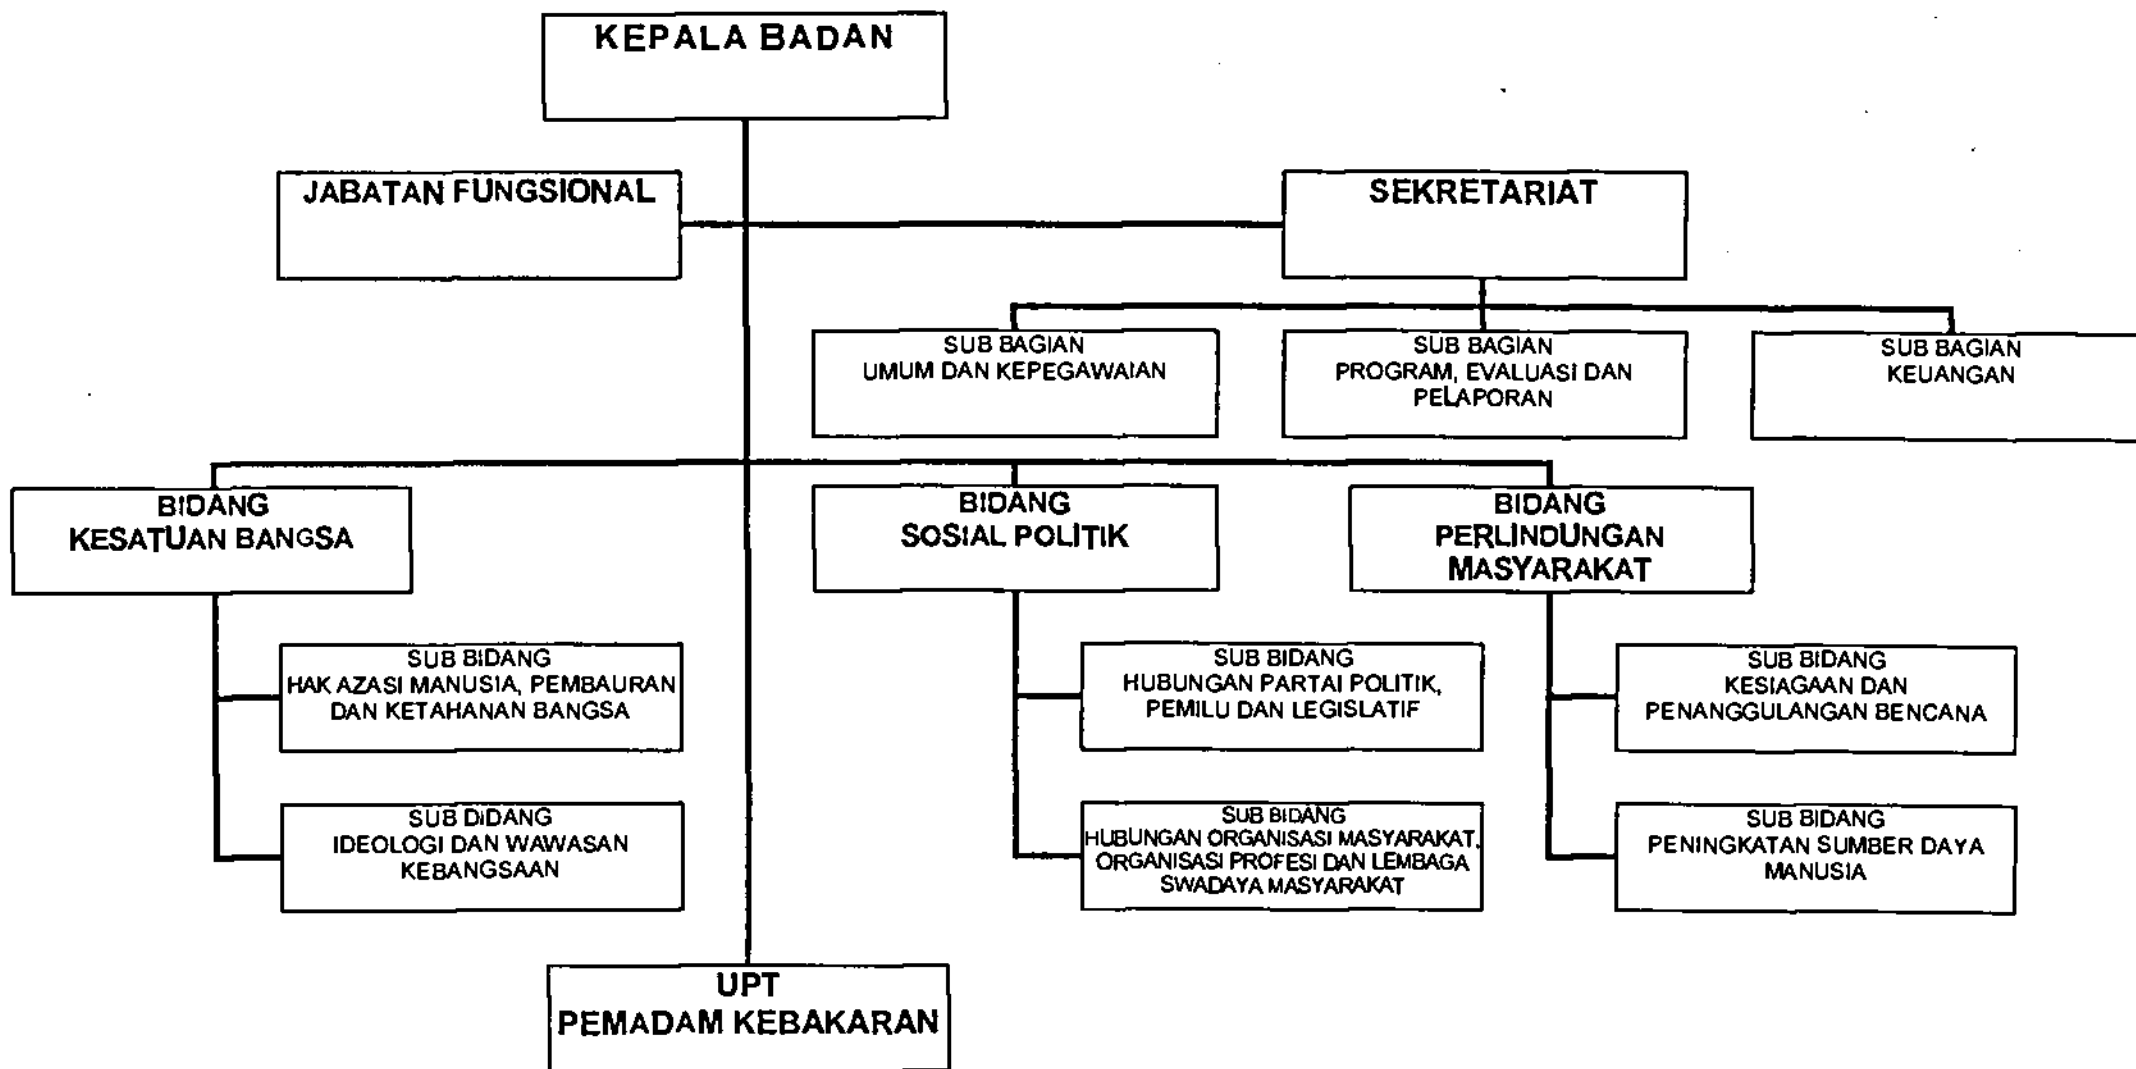 KEPALA BADAN
JABATAN FUNGSIONAL
SEKRETARIAT
SUB BAGIAN
UMUM DAN KEPEGAWAIAN
SUB BAGIAN
PROGRAM, EVALUASI DAN
PELAPORAN
SUB BAGIAN
KEUANGAN
BIDANG
KESATUAN BANGSA
BIDANG
SOSIAL POLITIK
BIDANG
PERLINDUNGAN
MASYARAKAT
SUB BIDANG
HAK AZASI MANUSIA, PEMBAURAN
DAN KETAHANAN BANGSA
SUB BIDANG
HUBUNGAN PARTAI POLITIK,
PEMILU DAN LEGISLATIF
SUB BIDANG
KESIAGAAN DAN
PENANGGULANGAN BENCANA
SUB DIDANG
IDEOLOGI DAN WAWASAN
KEBANGSAAN
SUB BIDANG
HUBUNGAN ORGANISASI MASYARAKAT,
ORGANISASI PROFESI DAN LEMBAGA
SWADAYA MASYARAKAT
SUB BIDANG
PENINGKATAN SUMBER DAYA
MANUSIA
UPT
PEMADAM KEBAKARAN